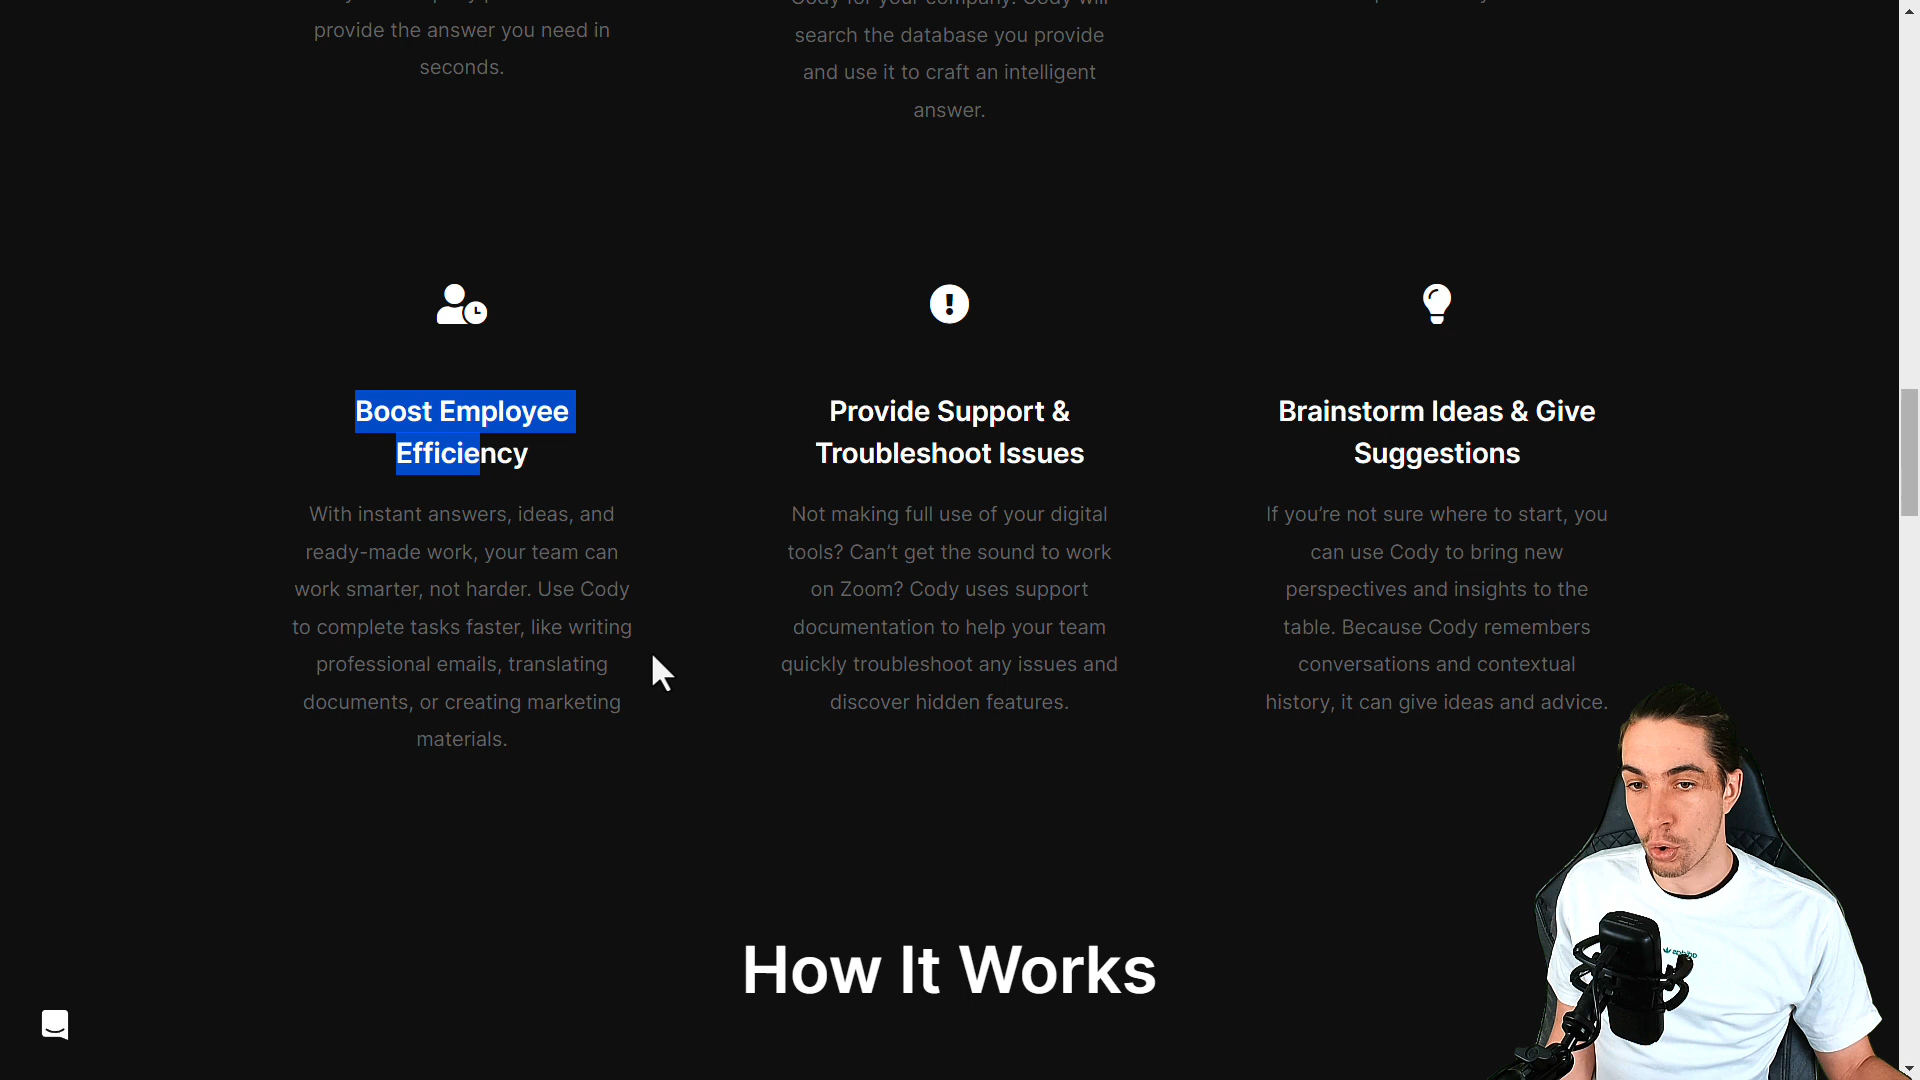 provide the answer you need in
seconds.
search the database you provide
and use it to craft an intelligent
answer.
Boost Employee
Efficiency
With instant answers, ideas, and
ready-made work, your team can
work smarter, not harder. Use Cody
to complete tasks faster, like writing
professional emails, translating
documents, or creating marketing
materials.
Provide Support &
Troubleshoot Issues
Not making full use of your digital
tools? Can’t get the sound to work
on Zoom? Cody uses support
documentation to help your team
quickly troubleshoot any issues and
discover hidden features.
Brainstorm Ideas & Give
Suggestions
If you’re not sure where to start, you
can use Cody to bring new
perspectives and insights to the
table. Because Cody remembers
conversations and contextual
history, it can give ideas and advice.
How It Works